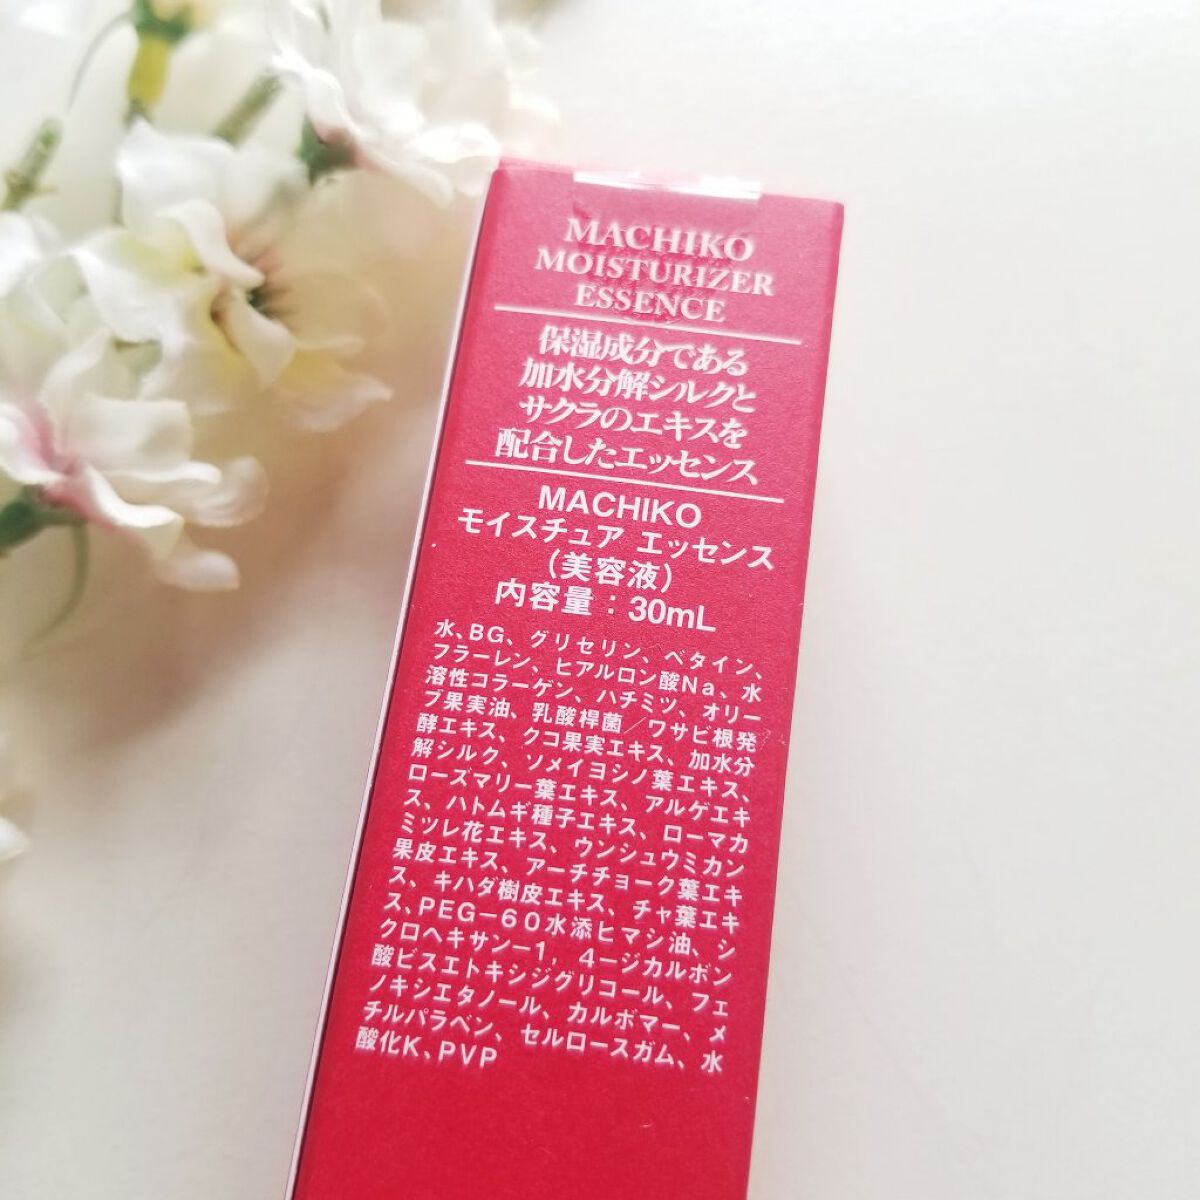 MACHIKO
MOISTURIZER
ESSENCE
保湿成分である
加水分解シルクと
サクラのエキスを
配合したエッセンス
MACHIKO
モイスチュア エッセンス
(美容液)
内容量：30mL
水、BG、グリセリン、ベタイン、
フラーレン、ヒアルロン酸Na、水
溶性コラーゲン、ハチミツ、オリー
ブ果実油、乳酸桿菌／ワサビ根発
酵エキス、クコ果実エキス、加水分
解シルク、ソメイヨシノ葉エキス、
ローズマリー葉エキス、アルゲエキ
ス、ハトムギ種子エキス、ローマカ
ミツレ花エキス、ウンシュウミカン
果皮エキス、アーチチョーク葉エキ
ス、キハダ樹皮エキス、チャ葉エキ
ス、PEG－60水添ヒマシ油、シ
クロヘキサン－1，4－ジカルボン
酸ビスエトキシジグリコール、フェ
ノキシエタノール、カルボマー、メ
チルパラベン、セルロースガム、水
酸化K、PVP